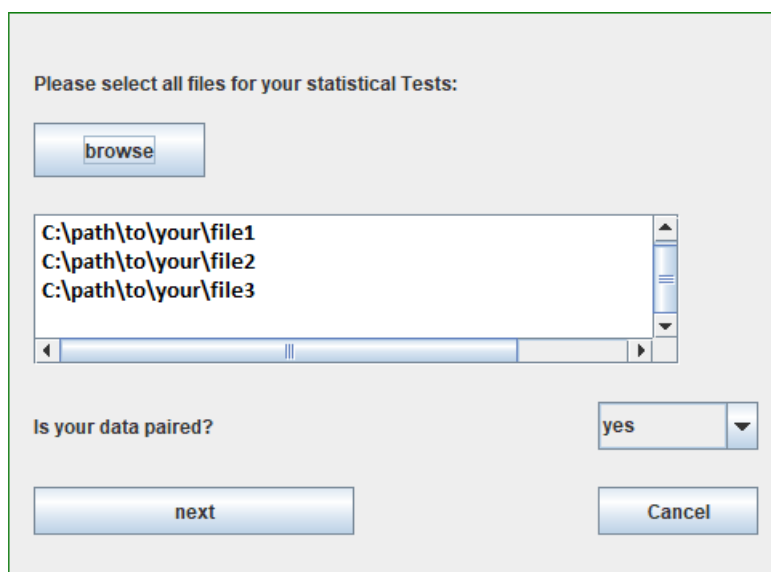 Please select all files for your statistical Tests:
browse
C:\path\to\your\file1
C:\path\to\your\file2
C:\path\to\your\file3
Is your data paired?
yes
next
Cancel